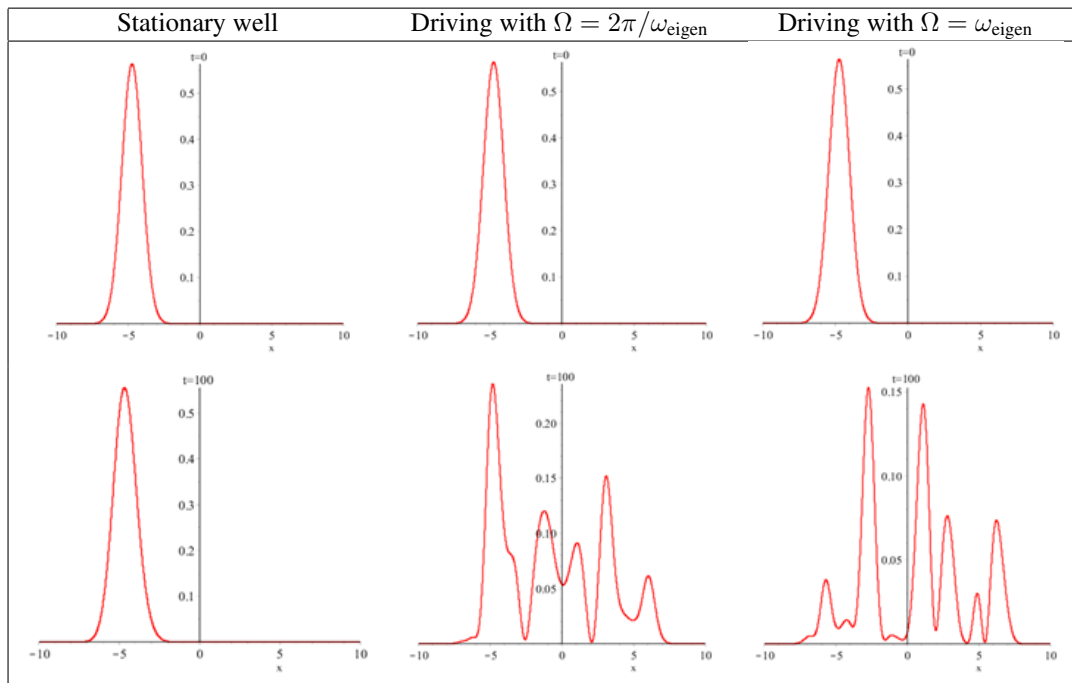 Stationary well
Driving with Ω = 2π/ω_eigen
Driving with Ω = ω_eigen
t=0
0.5
0.4
0.3
0.2
0.1
−10 −5 0 5 10
x
t=0
0.5
0.4
0.3
0.2
0.1
−10 −5 0 5 10
x
t=0
0.5
0.4
0.3
0.2
0.1
−10 −5 0 5 10
x
t=100
0.5
0.4
0.3
0.2
0.1
−10 −5 0 5 10
x
t=100
0.20
0.15
0.10
0.05
−10 −5 0 5 10
x
t=100
0.15
0.10
0.05
−10 −5 0 5 10
x